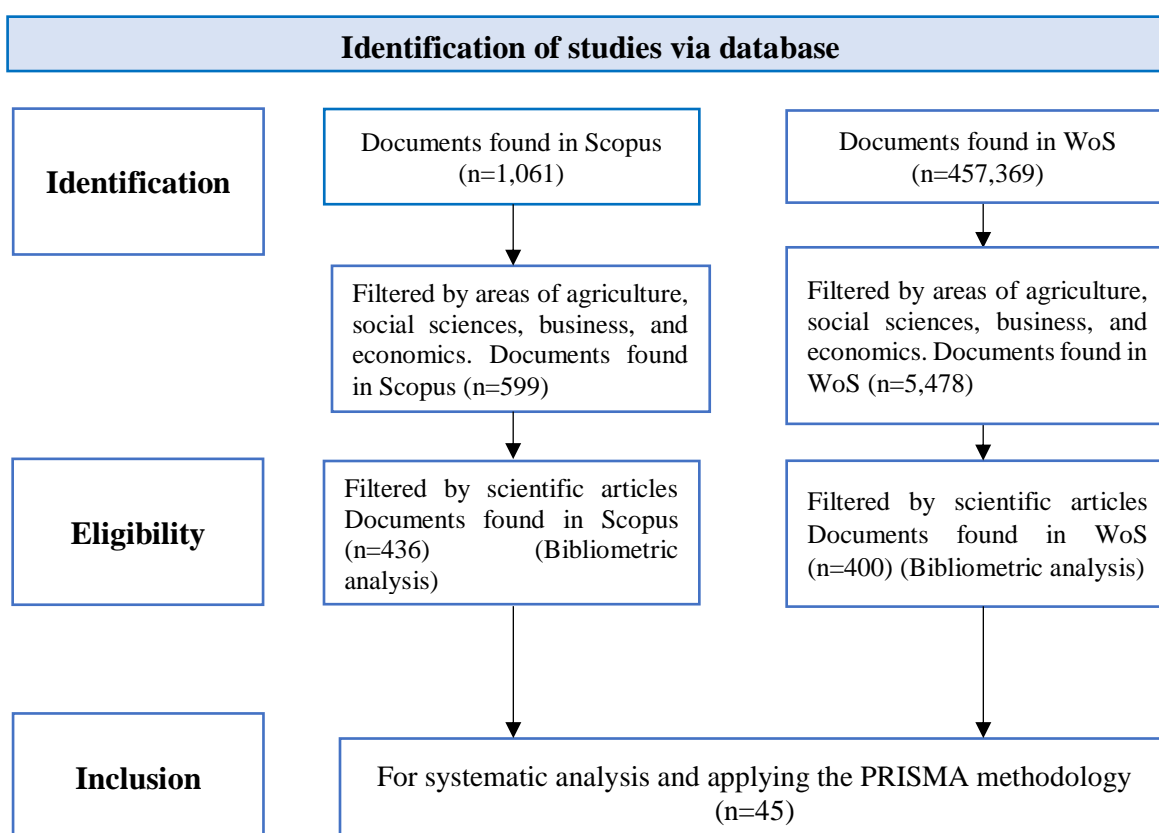 Identification of studies via database
Identification
Documents found in Scopus
(n=1,061)
Documents found in WoS
(n=457,369)
Filtered by areas of agriculture,
social sciences, business, and
economics. Documents found
in Scopus (n=599)
Filtered by areas of agriculture,
social sciences, business, and
economics. Documents found in
WoS (n=5,478)
Eligibility
Filtered by scientific articles
Documents found in Scopus
(n=436) (Bibliometric
analysis)
Filtered by scientific articles
Documents found in WoS
(n=400) (Bibliometric analysis)
Inclusion
For systematic analysis and applying the PRISMA methodology
(n=45)